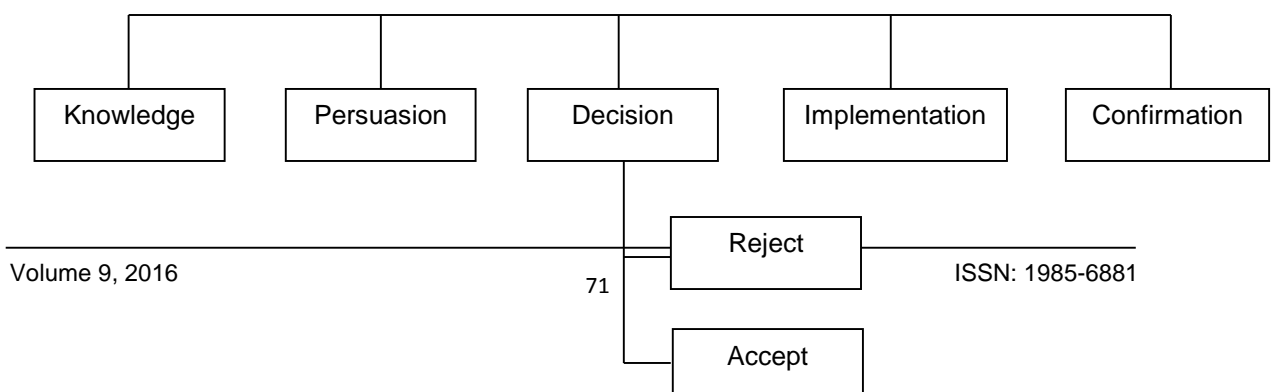 Knowledge Persuasion Decision Implementation Confirmation
Reject
Volume 9, 2016 71 ISSN: 1985-6881
Accept